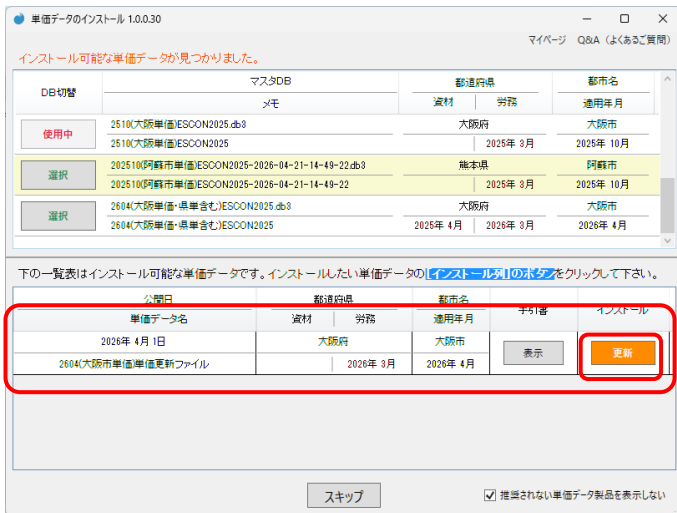 単価データのインストール 1.0.0.30
マイページ Q&A（よくあるご質問）
インストール可能な単価データが見つかりました。
DB切替 マスタDB 都道府県 都市名
メモ 資材 労務 適用年月
使用中 2510(大阪単価)ESCON2025.db3 大阪府 大阪市
2510(大阪単価)ESCON2025 2025年 3月 2025年 10月
選択 202510(阿蘇市単価)ESCON2025-2026-04-21-14-49-22.db3 熊本県 阿蘇市
202510(阿蘇市単価)ESCON2025-2026-04-21-14-49-22 2025年 3月 2025年 10月
選択 2604(大阪単価・県単含む)ESCON2025.db3 大阪府 大阪市
2604(大阪単価・県単含む)ESCON2025 2025年 4月 2026年 3月 2026年 4月
下の一覧表はインストール可能な単価データです。インストールしたい単価データの[インストール列]のボタンをクリックして下さい。
公開日 都道府県 都市名 手引書 インストール
単価データ名 資材 労務 適用年月
2026年 4月 1日 大阪府 大阪市 表示 更新
2604(大阪市単価)単価更新ファイル 2026年 3月 2026年 4月
スキップ 推奨されない単価データ製品を表示しない